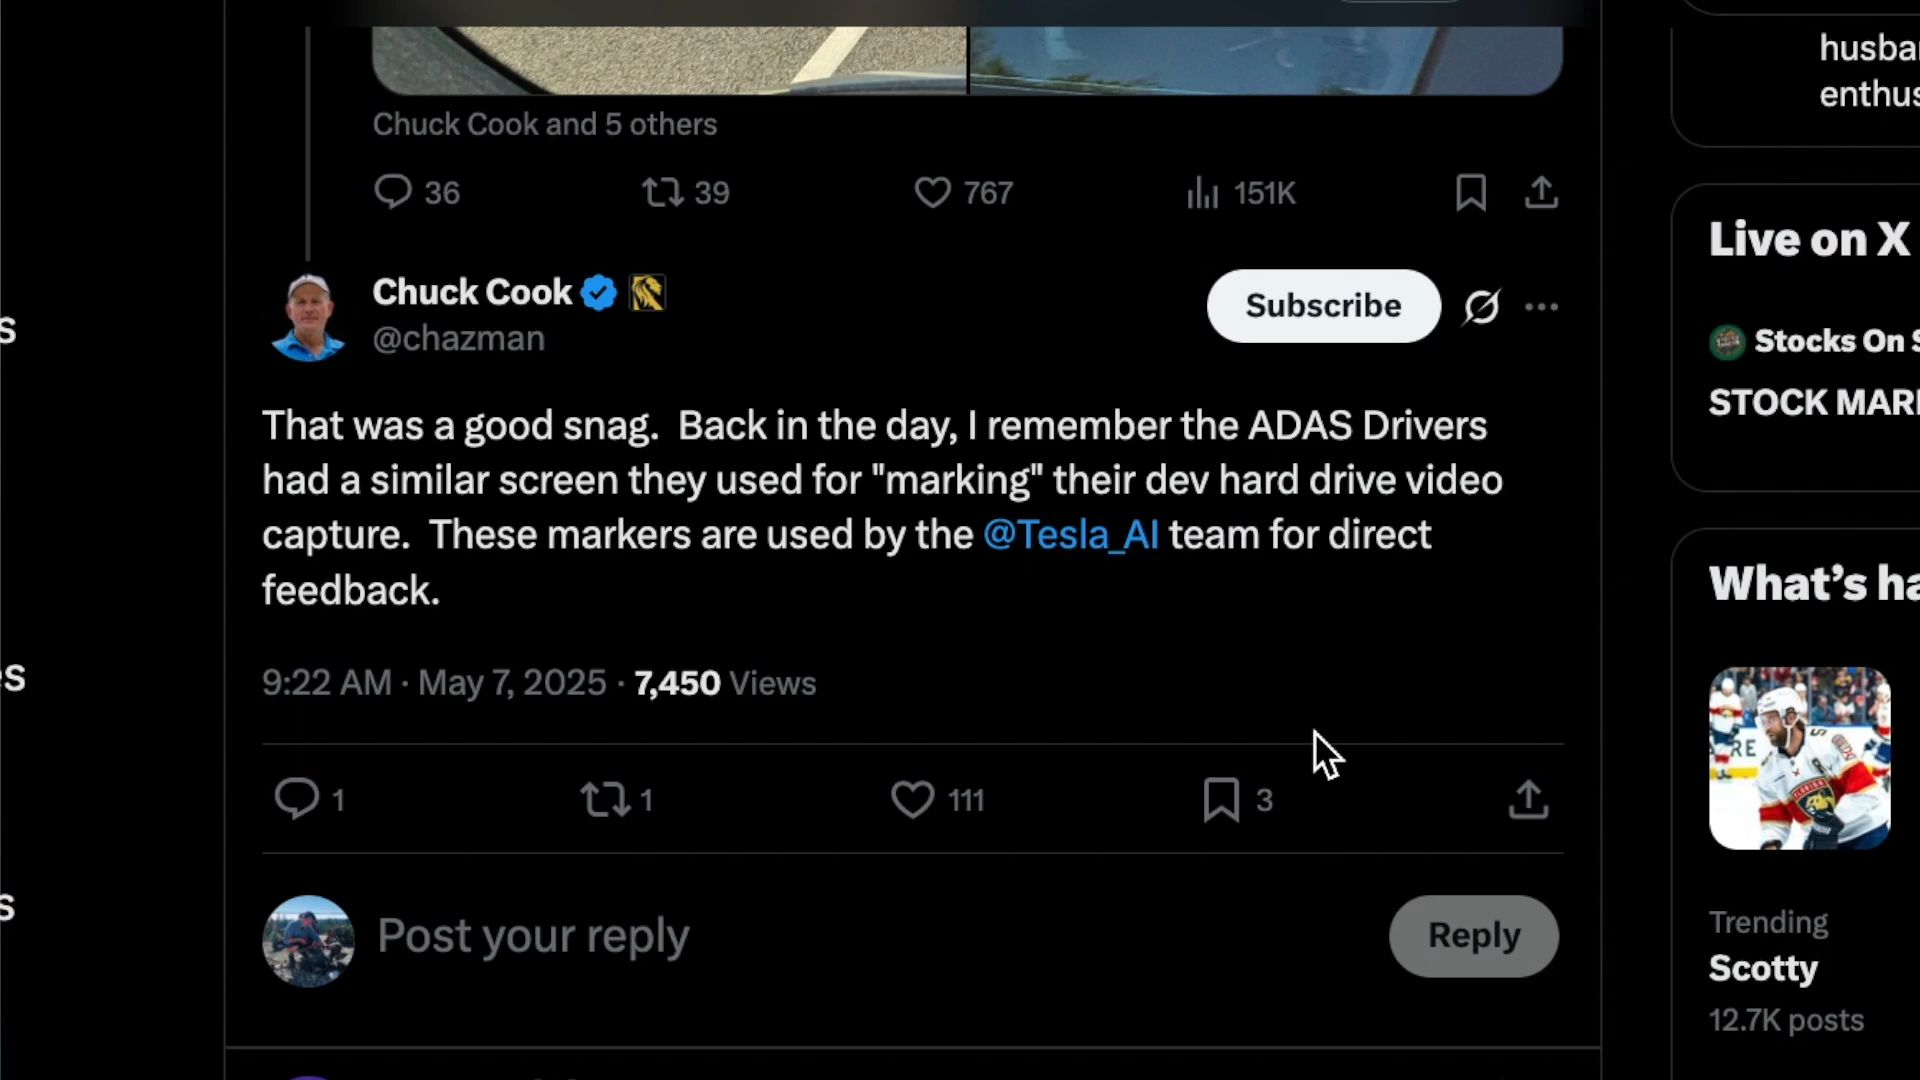 husba
enthus
Chuck Cook and 5 others
36 39 767 151K
Chuck Cook
@chazman
Subscribe
That was a good snag.  Back in the day, I remember the ADAS Drivers
had a similar screen they used for "marking" their dev hard drive video
capture.  These markers are used by the @Tesla_AI team for direct
feedback.
9:22 AM · May 7, 2025 · 7,450 Views
1 1 111 3
Post your reply
Reply
Live on X
Stocks On S
STOCK MAR
What's ha
Trending
Scotty
12.7K posts
s
es
s